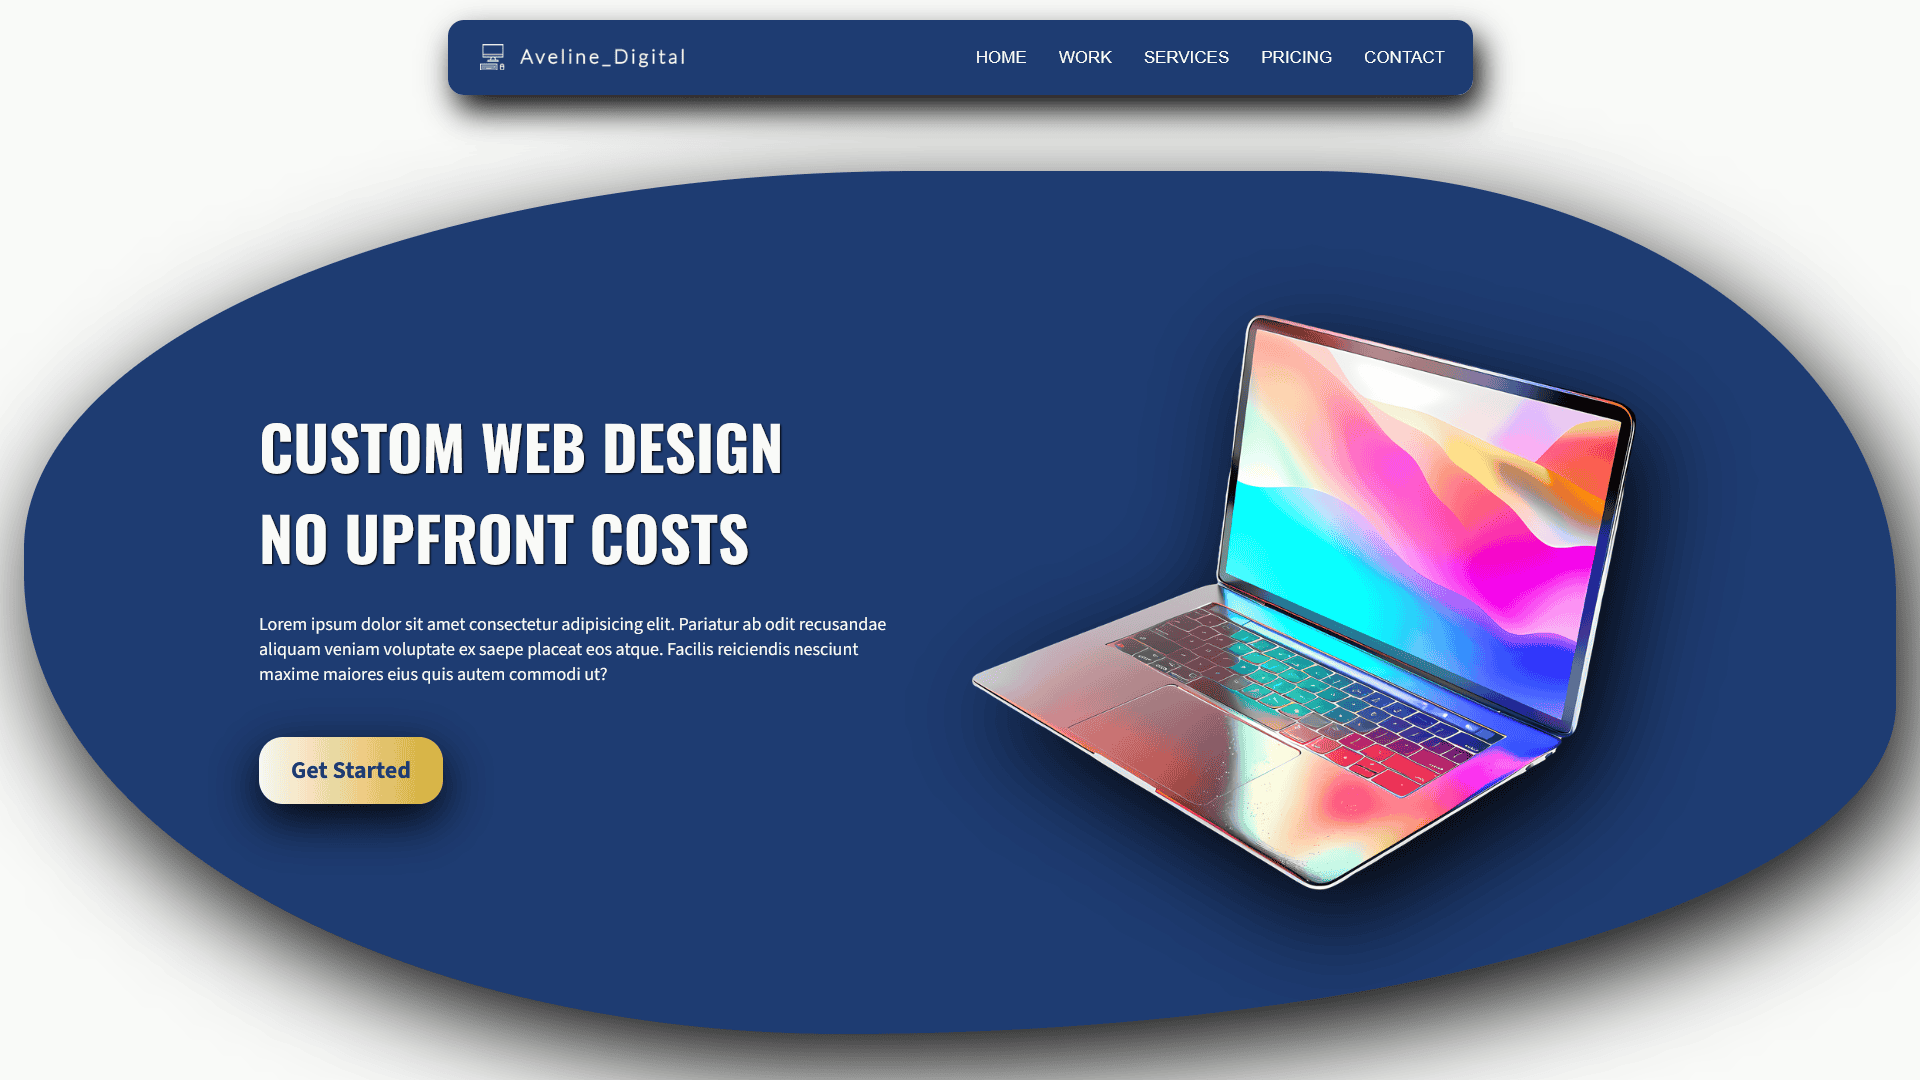 Aveline_Digital
HOME WORK SERVICES PRICING CONTACT
CUSTOM WEB DESIGN
NO UPFRONT COSTS
Lorem ipsum dolor sit amet consectetur adipisicing elit. Pariatur ab odit recusandae
aliquam veniam voluptate ex saepe placeat eos atque. Facilis reiciendis nesciunt
maxime maiores eius quis autem commodi ut?
Get Started